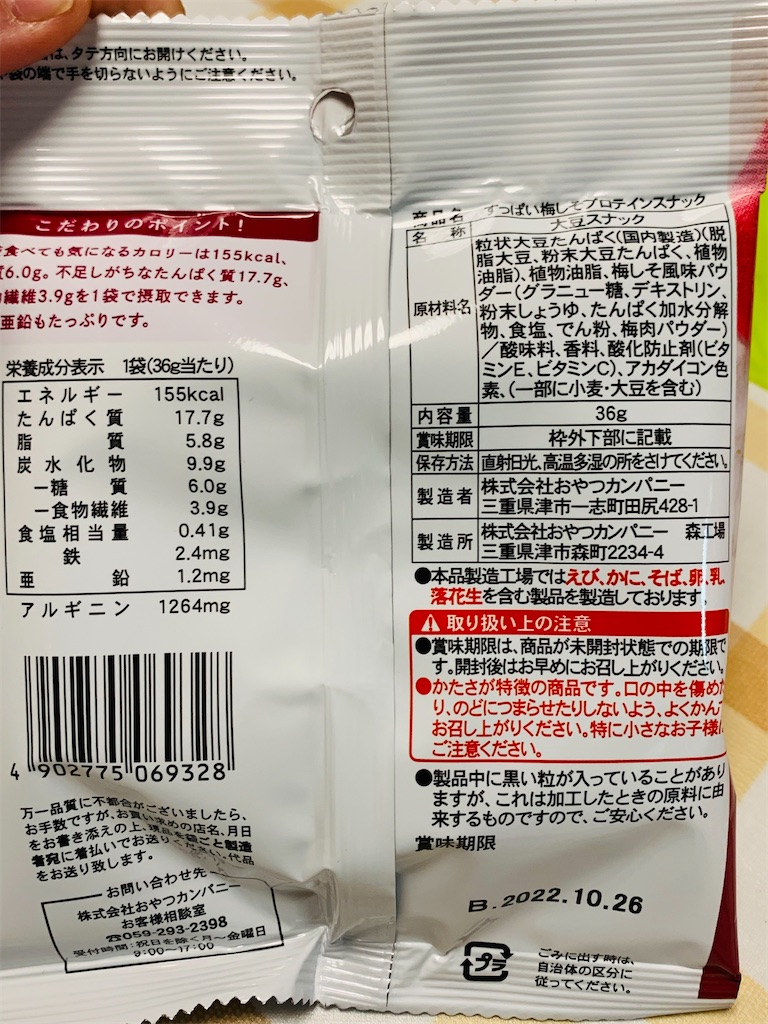 は、タテ方向にお開けください。
袋の端で手を切らないようにご注意ください。
こだわりのポイント!
食べても気になるカロリーは155kcal、
6.0g。不足しがちなたんぱく質17.7g、
繊維3.9gを1袋で摂取できます。
亜鉛もたっぷりです。
栄養成分表示 1袋(36g当たり)
エネルギー 155kcal
たんぱく質 17.7g
脂質 5.8g
炭水化物 9.9g
ー糖質 6.0g
ー食物繊維 3.9g
食塩相当量 0.41g
鉄 2.4mg
亜鉛 1.2mg
アルギニン 1264mg
4 902775 069328
万一品質に不都合がございましたら、
お手数ですが、お買い求めの店名、月日
をお書き添えの上、現品を袋ごと製造
者宛に着払いでお送りください。代品
をお送り致します。
お問い合わせ先
株式会社おやつカンパニー
お客様相談室
☎059-293-2398
受付時間:祝日を除く月〜金曜日
9:00〜17:00
商品名 すっぱい梅しそプロテインスナック
名称 大豆スナック
原材料名 粒状大豆たんぱく(国内製造)(脱
脂大豆、粉末大豆たんぱく、植物
油脂)、植物油脂、梅しそ風味パウ
ダー(グラニュー糖、デキストリン、
粉末しょうゆ、たんぱく加水分解
物、食塩、でん粉、梅肉パウダー)
/酸味料、香料、酸化防止剤(ビタ
ミンE、ビタミンC)、アカダイコン色
素、(一部に小麦・大豆を含む)
内容量 36g
賞味期限 枠外下部に記載
保存方法 直射日光、高温多湿の所をさけてください。
製造者 株式会社おやつカンパニー
三重県津市一志町田尻428-1
製造所 株式会社おやつカンパニー 森工場
三重県津市森町2234-4
●本品製造工場ではえび、かに、そば、卵、乳、
落花生を含む製品を製造しております。
⚠取り扱い上の注意
●賞味期限は、商品が未開封状態での期限で
す。開封後はお早めにお召し上がりください。
●かたさが特徴の商品です。口の中を傷めた
り、のどにつまらせたりしないよう、よくかんで
お召し上がりください。特に小さなお子様に
ご注意ください。
●製品中に黒い粒が入っていることがあり
ますが、これは加工したときの原料に由
来するものですので、ご安心ください。
賞味期限
B.2022.10.26
プラ
ごみに出す時は、
自治体の区分に
従ってください。